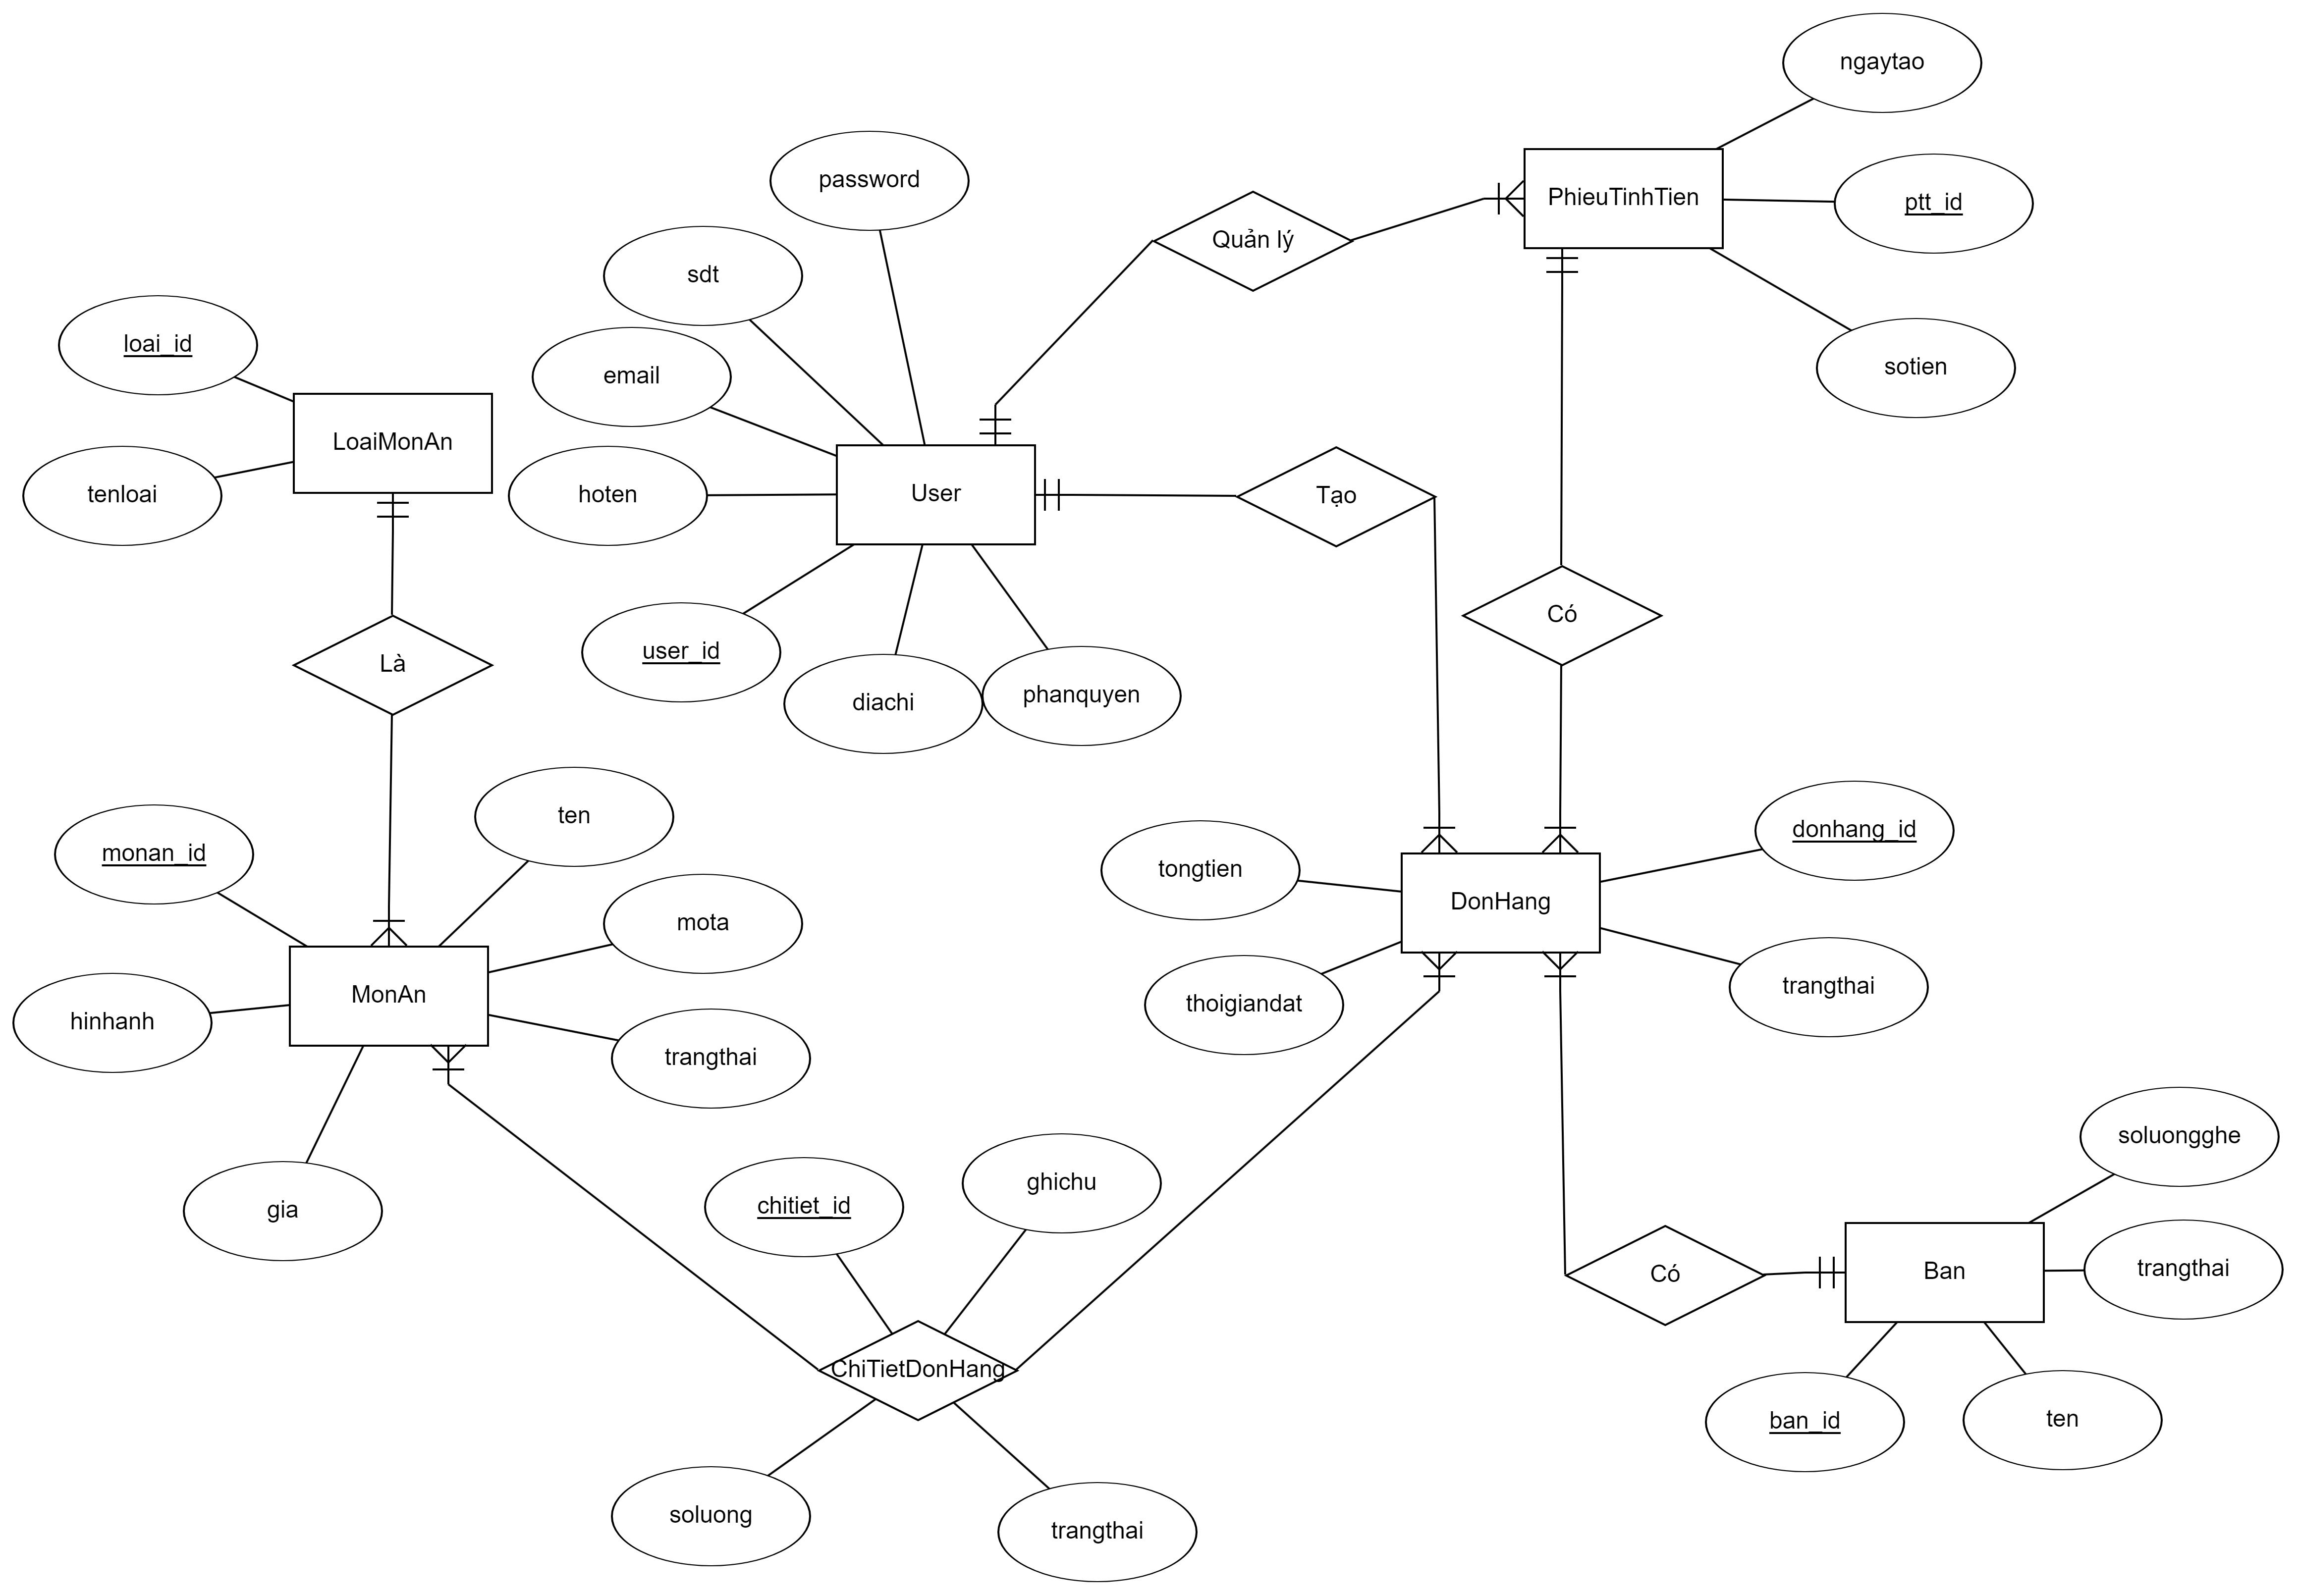 ngaytao
password
PhieuTinhTien
ptt_id
Quản lý
sdt
loai_id
email
sotien
LoaiMonAn
tenloai
hoten
User
Tạo
Có
Là
user_id
diachi
phanquyen
ten
monan_id
mota
tongtien
donhang_id
DonHang
MonAn
hinhanh
trangthai
thoigiandat
trangthai
gia
chitiet_id
ghichu
soluongghe
Có
Ban
trangthai
ChiTietDonHang
ban_id
ten
soluong
trangthai